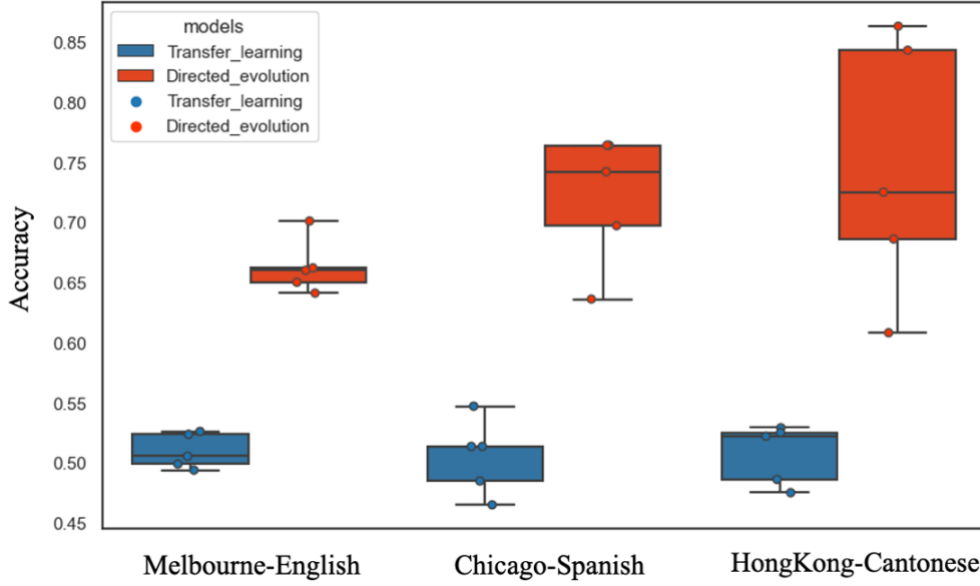 models
Transfer_learning
Directed_evolution
Transfer_learning
Directed_evolution
Accuracy
0.85
0.80
0.75
0.70
0.65
0.60
0.55
0.50
0.45
Melbourne-English
Chicago-Spanish
HongKong-Cantonese